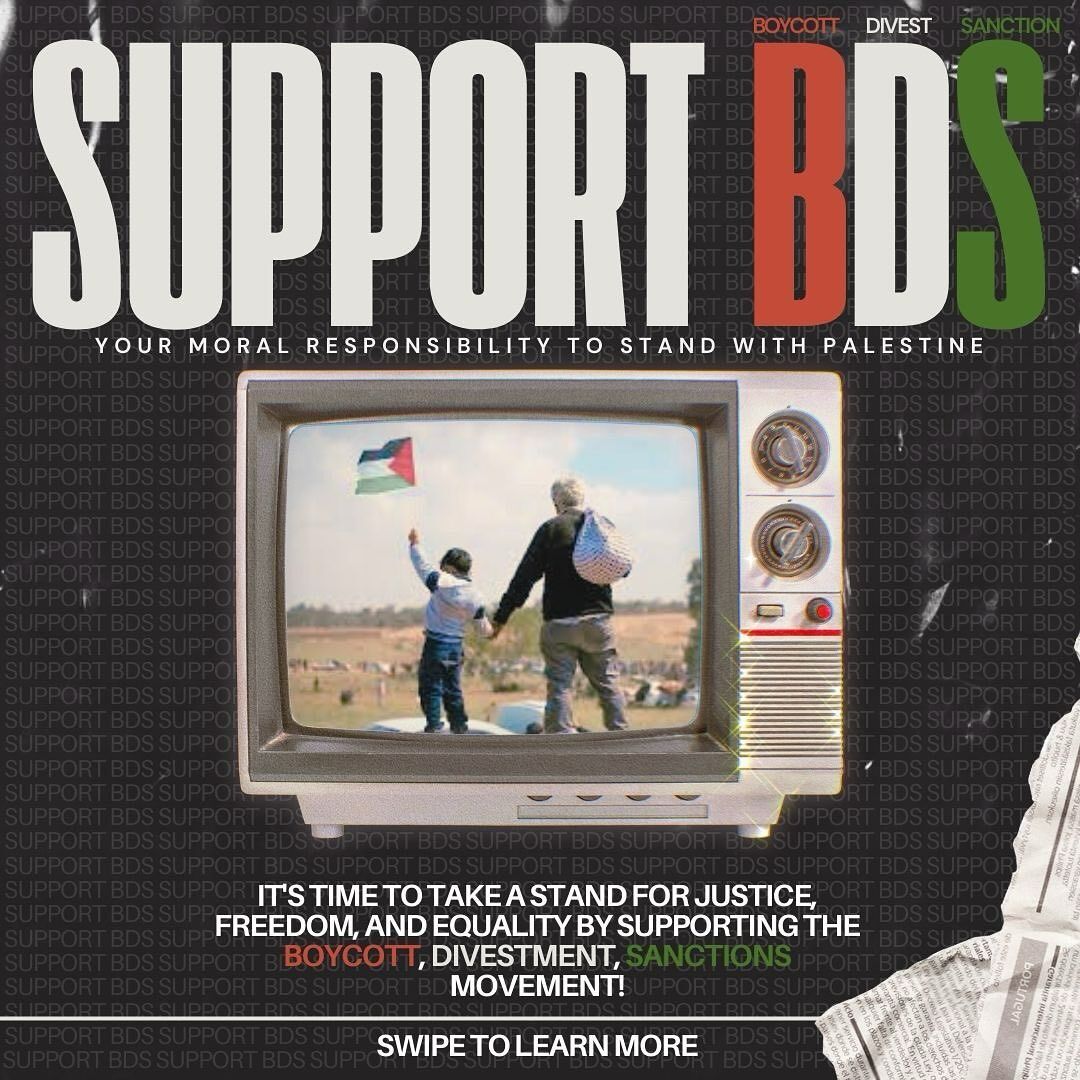 BOYCOTT DIVEST SANCTION
SUPPORT BDS
YOUR MORAL RESPONSIBILITY TO STAND WITH PALESTINE
IT'S TIME TO TAKE A STAND FOR JUSTICE,
FREEDOM, AND EQUALITY BY SUPPORTING THE
BOYCOTT, DIVESTMENT, SANCTIONS
MOVEMENT!
SWIPE TO LEARN MORE
PORTUGAL